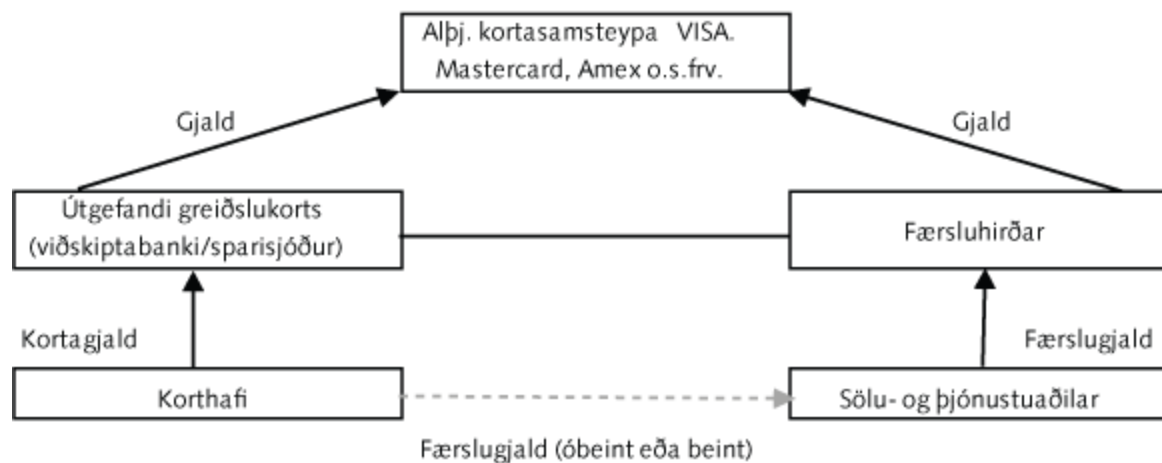 Alþj. kortasamsteypa VISA.
Mastercard, Amex o.s.frv.
Gjald
Gjald
Útgefandi greiðslukorts
(viðskiptabanki/sparisjóður)
Færsluhirðar
Kortagjald
Færslugjald
Korthafi
Sölu- og þjónustuaðilar
Færslugjald (óbeint eða beint)